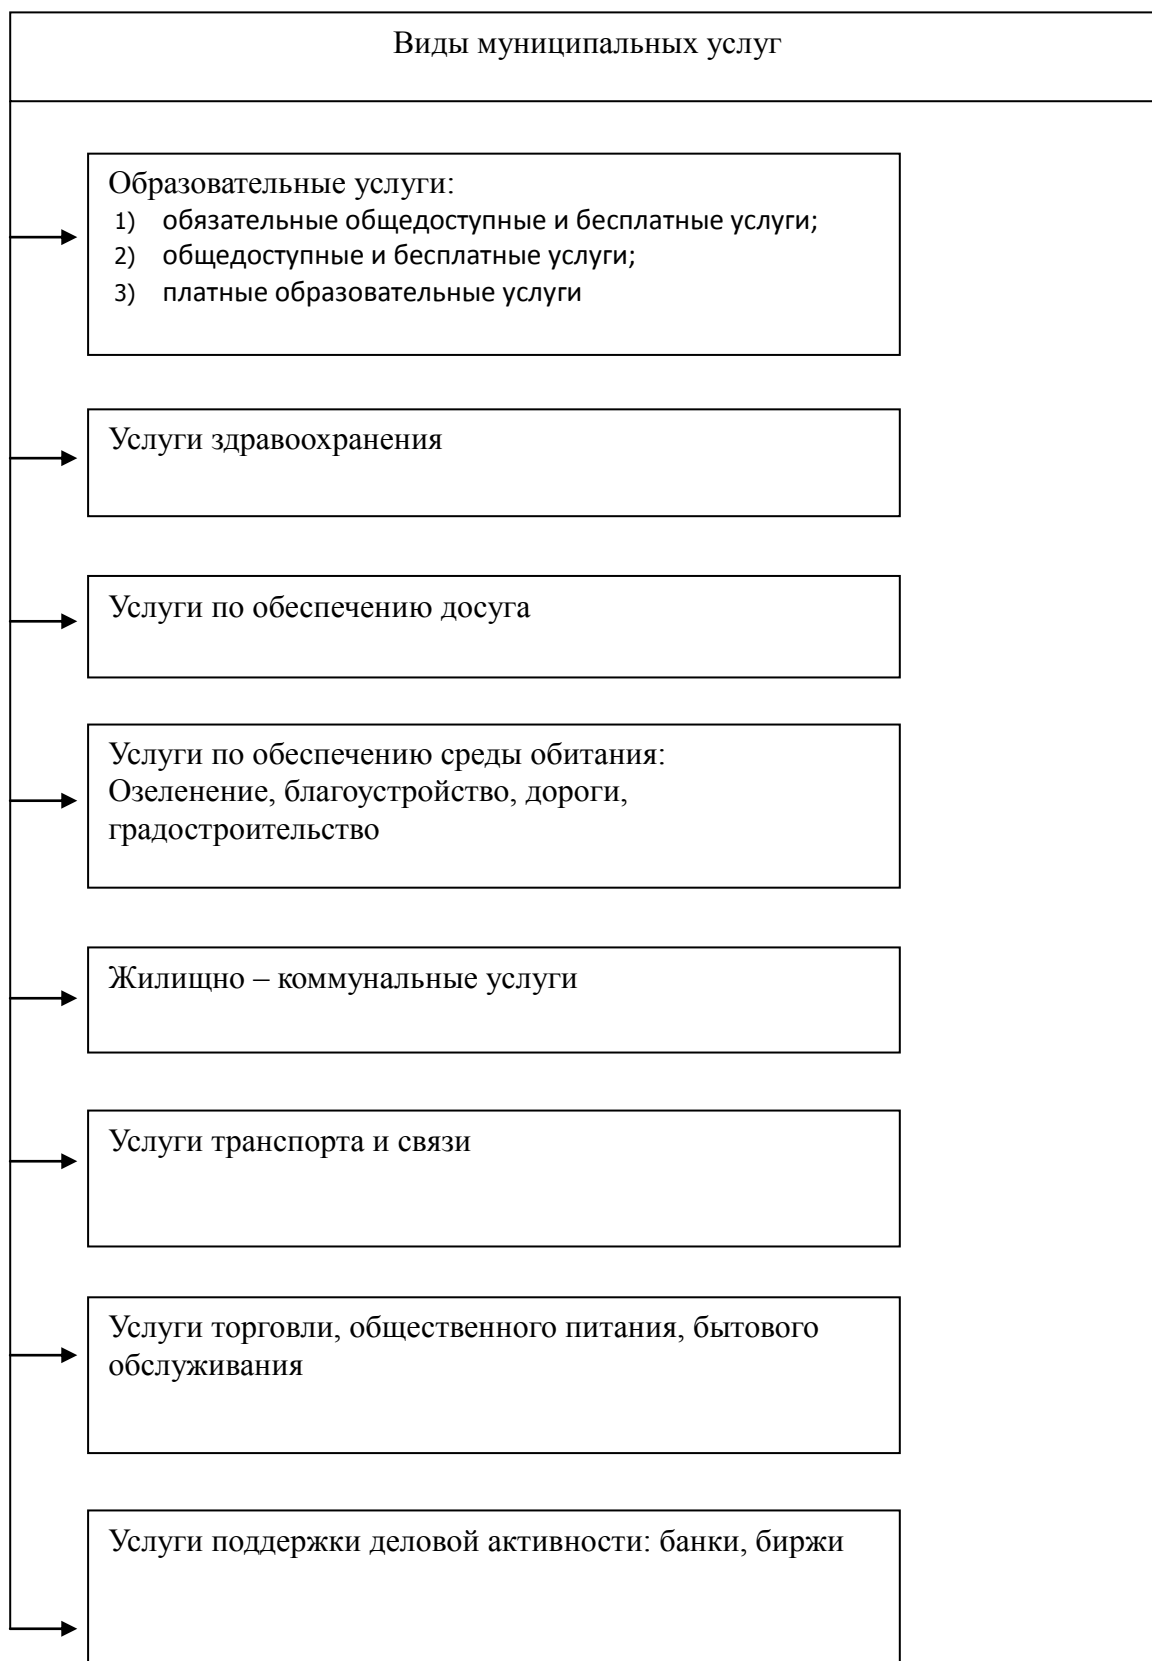 Виды муниципальных услуг
Образовательные услуги:
1) обязательные общедоступные и бесплатные услуги;
2) общедоступные и бесплатные услуги;
3) платные образовательные услуги
Услуги здравоохранения
Услуги по обеспечению досуга
Услуги по обеспечению среды обитания:
Озеленение, благоустройство, дороги,
градостроительство
Жилищно – коммунальные услуги
Услуги транспорта и связи
Услуги торговли, общественного питания, бытового
обслуживания
Услуги поддержки деловой активности: банки, биржи